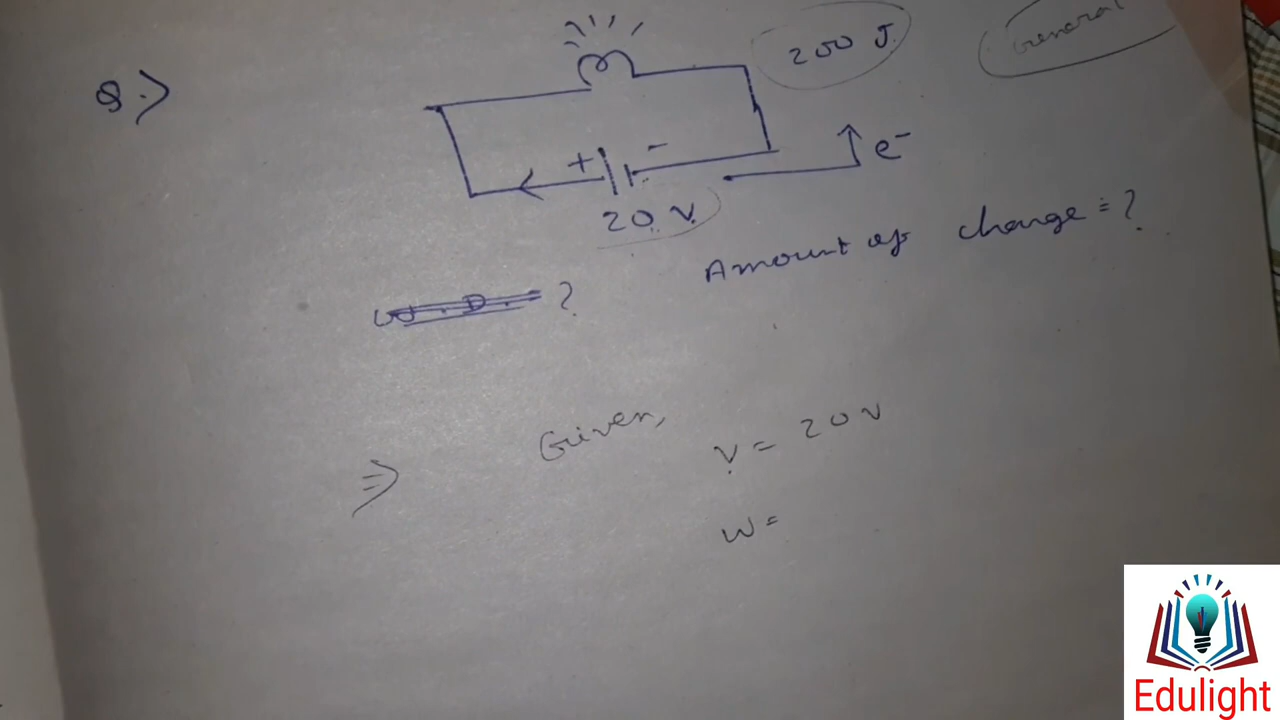 Q.>
200 J.
General
+ -
e-
20 V.
Amount of charge = ?
W.D. ?
=> Given,
V = 20 V
W =
Edulight